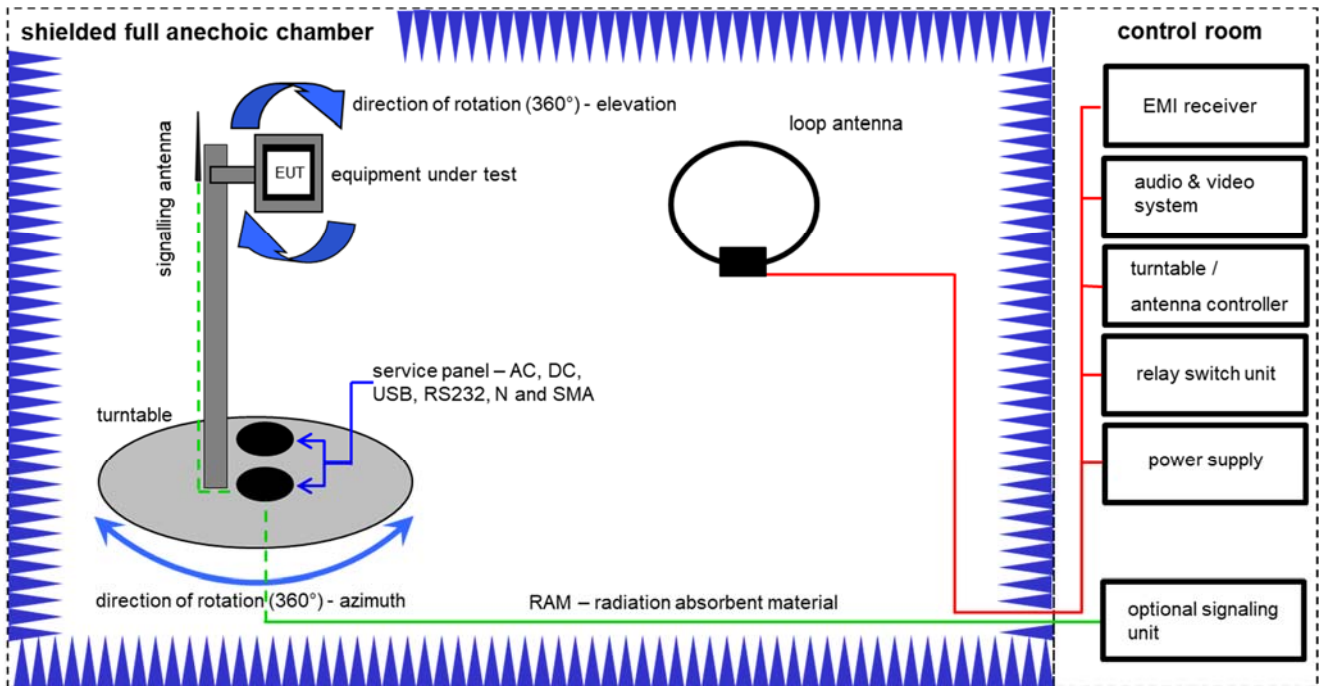 shielded full anechoic chamber
control room
direction of rotation (360°) - elevation
signalling antenna
EUT
equipment under test
loop antenna
EMI receiver
audio & video
system
turntable /
antenna controller
relay switch unit
power supply
service panel – AC, DC,
USB, RS232, N and SMA
turntable
direction of rotation (360°) - azimuth
RAM – radiation absorbent material
optional signaling
unit